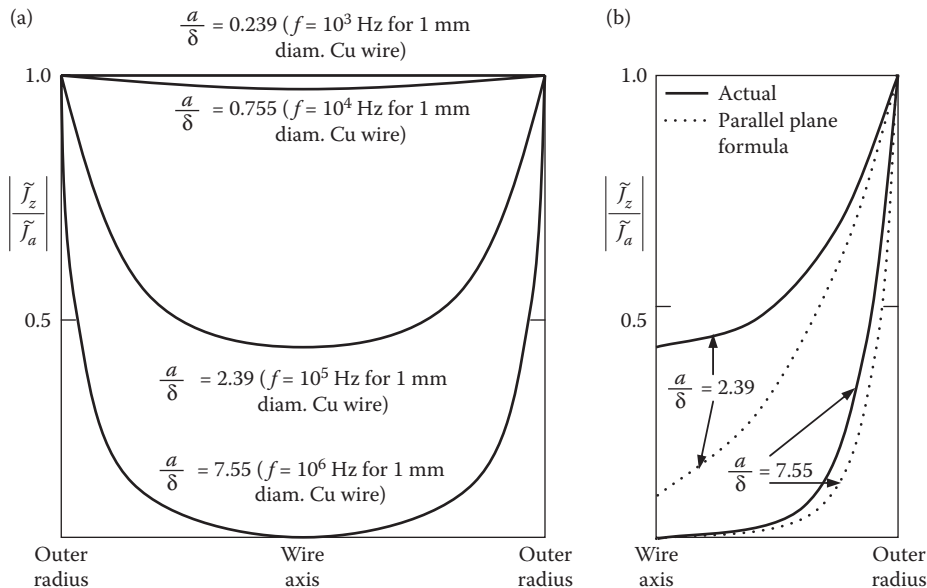 (a)
a/δ = 0.239 ( f = 10³ Hz for 1 mm
diam. Cu wire)
1.0
a/δ = 0.755 ( f = 10⁴ Hz for 1 mm
diam. Cu wire)
|J̃z/J̃a|
0.5
a/δ = 2.39 ( f = 10⁵ Hz for 1 mm
diam. Cu wire)
a/δ = 7.55 ( f = 10⁶ Hz for 1 mm
diam. Cu wire)
Outer
radius
Wire
axis
Outer
radius
(b)
1.0
Actual
Parallel plane
formula
|J̃z/J̃a|
0.5
a/δ = 2.39
a/δ = 7.55
Wire
axis
Outer
radius